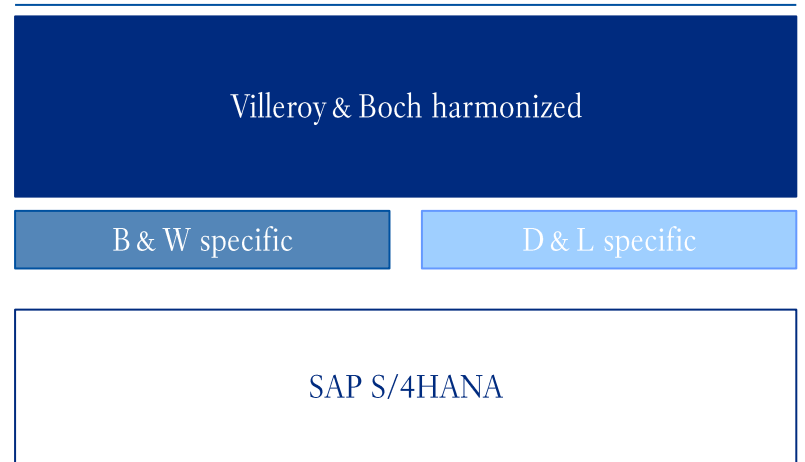 Villeroy & Boch harmonized
B & W specific
D & L specific
SAP S/4HANA